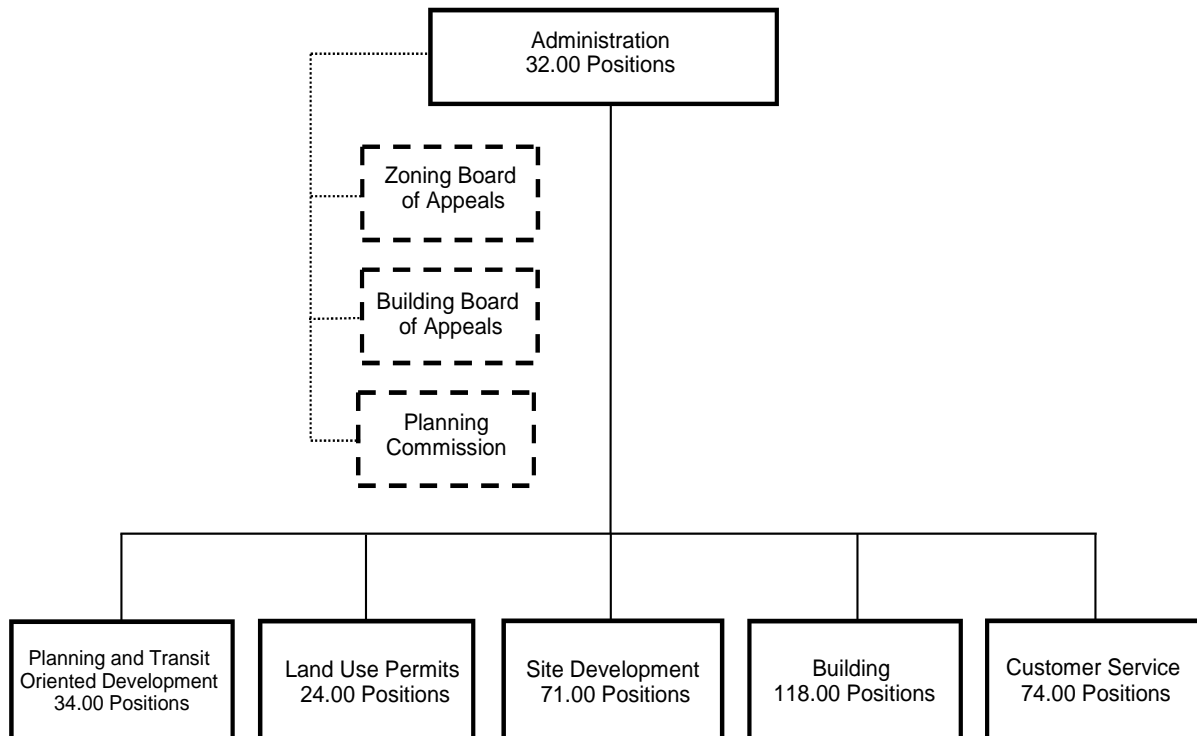 Administration
32.00 Positions
Zoning Board
of Appeals
Building Board
of Appeals
Planning
Commission
Planning and Transit
Oriented Development
34.00 Positions
Land Use Permits
24.00 Positions
Site Development
71.00 Positions
Building
118.00 Positions
Customer Service
74.00 Positions